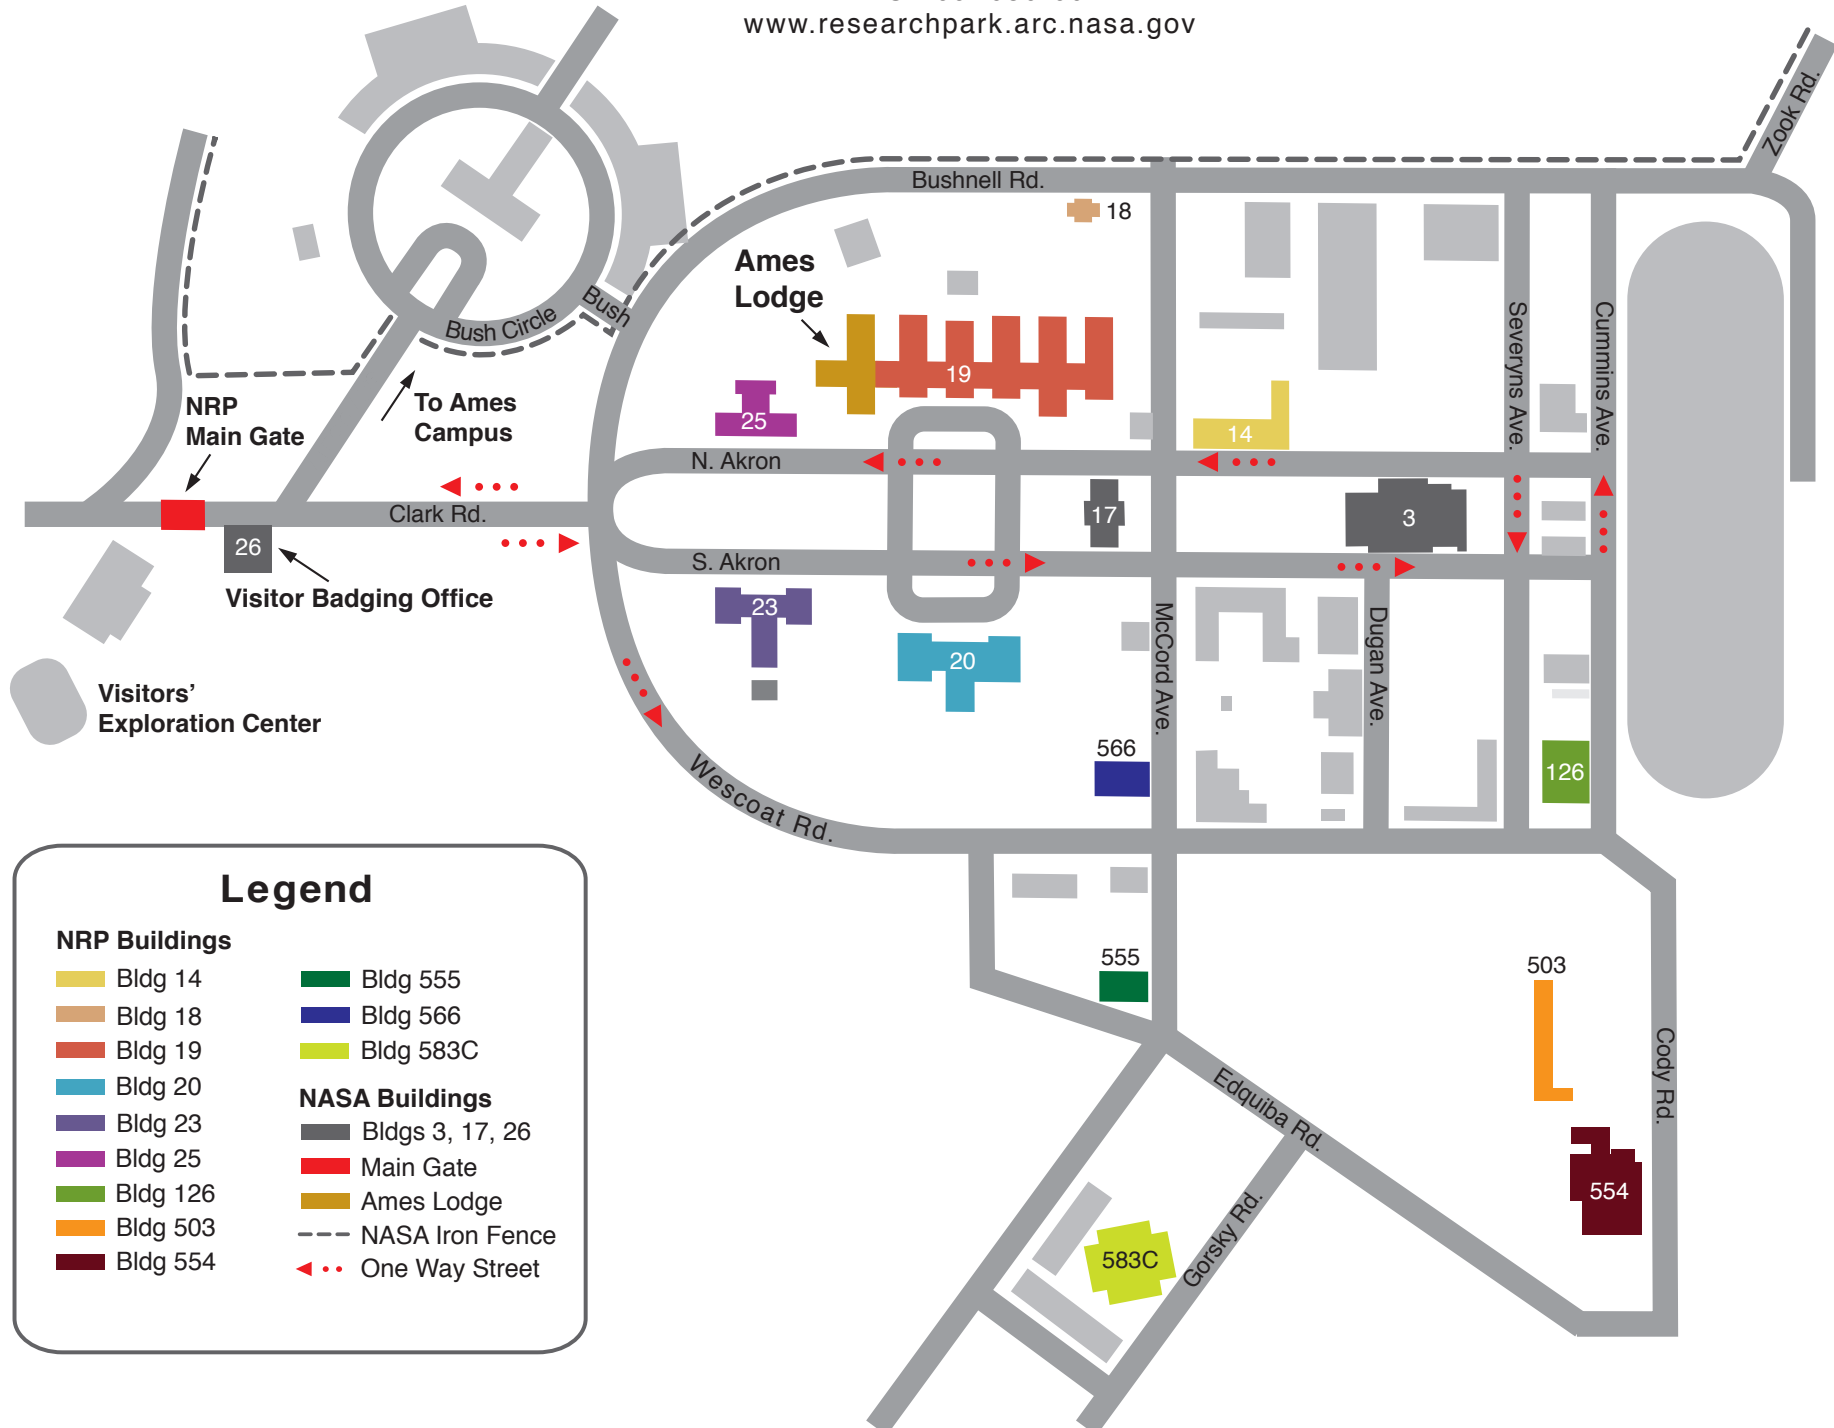 www.researchpark.arc.nasa.gov
Zook Rd.
Bushnell Rd.
18
Ames
Lodge
Bush
Bush Circle
Severyns Ave.
Cummins Ave.
19
To Ames
Campus
NRP
Main Gate
25
14
N. Akron
Clark Rd.
17
3
26
S. Akron
Visitor Badging Office
23
20
McCord Ave.
Dugan Ave.
Visitors'
Exploration Center
566
126
Wescoat Rd.
Legend
NRP Buildings
Bldg 14
Bldg 18
Bldg 19
Bldg 20
Bldg 23
Bldg 25
Bldg 126
Bldg 503
Bldg 554
Bldg 555
Bldg 566
Bldg 583C
NASA Buildings
Bldgs 3, 17, 26
Main Gate
Ames Lodge
NASA Iron Fence
One Way Street
555
503
Cody Rd.
Edquiba Rd.
554
Gorsky Rd.
583C